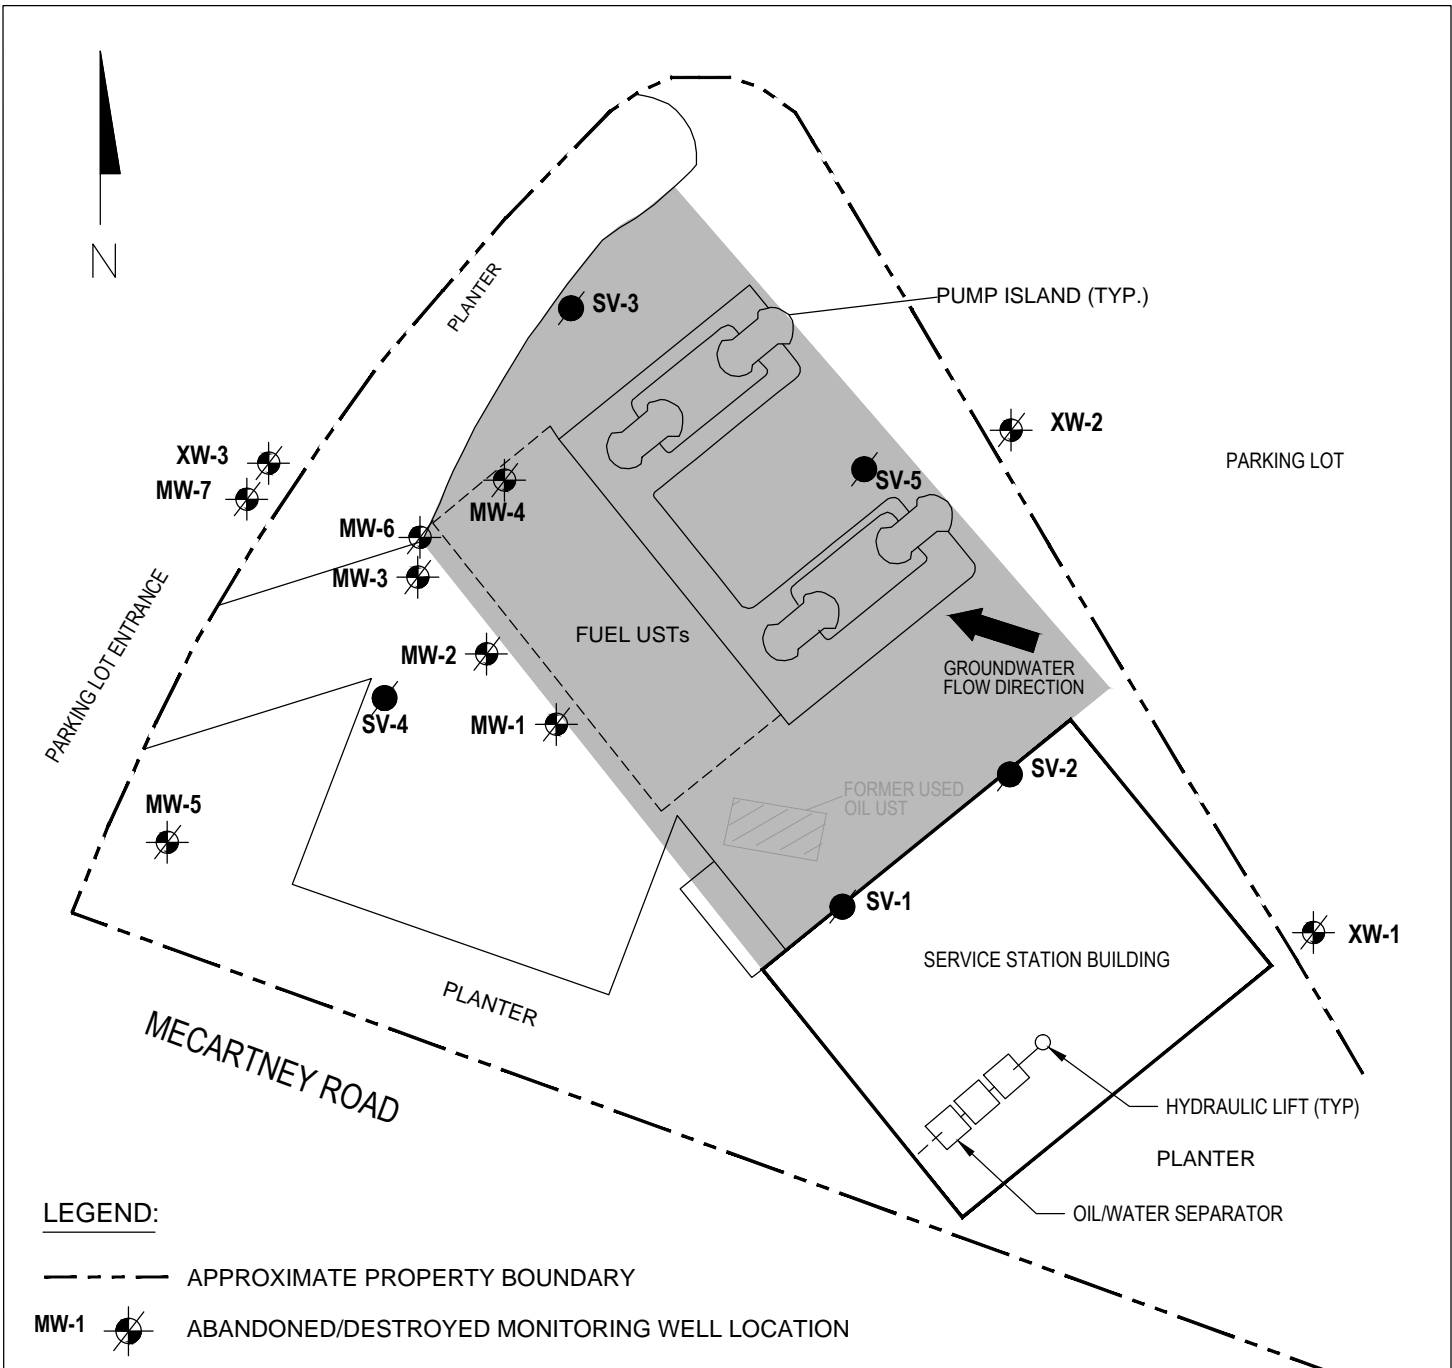 N
PLANTER
SV-3
PUMP ISLAND (TYP.)
XW-2
PARKING LOT
XW-3
MW-7
SV-5
MW-4
MW-6
MW-3
PARKING LOT ENTRANCE
FUEL USTs
MW-2
GROUNDWATER
FLOW DIRECTION
SV-4
MW-1
SV-2
FORMER USED
OIL UST
MW-5
SV-1
XW-1
SERVICE STATION BUILDING
PLANTER
MECARTNEY ROAD
HYDRAULIC LIFT (TYP)
PLANTER
OIL/WATER SEPARATOR
LEGEND:
APPROXIMATE PROPERTY BOUNDARY
MW-1 ABANDONED/DESTROYED MONITORING WELL LOCATION